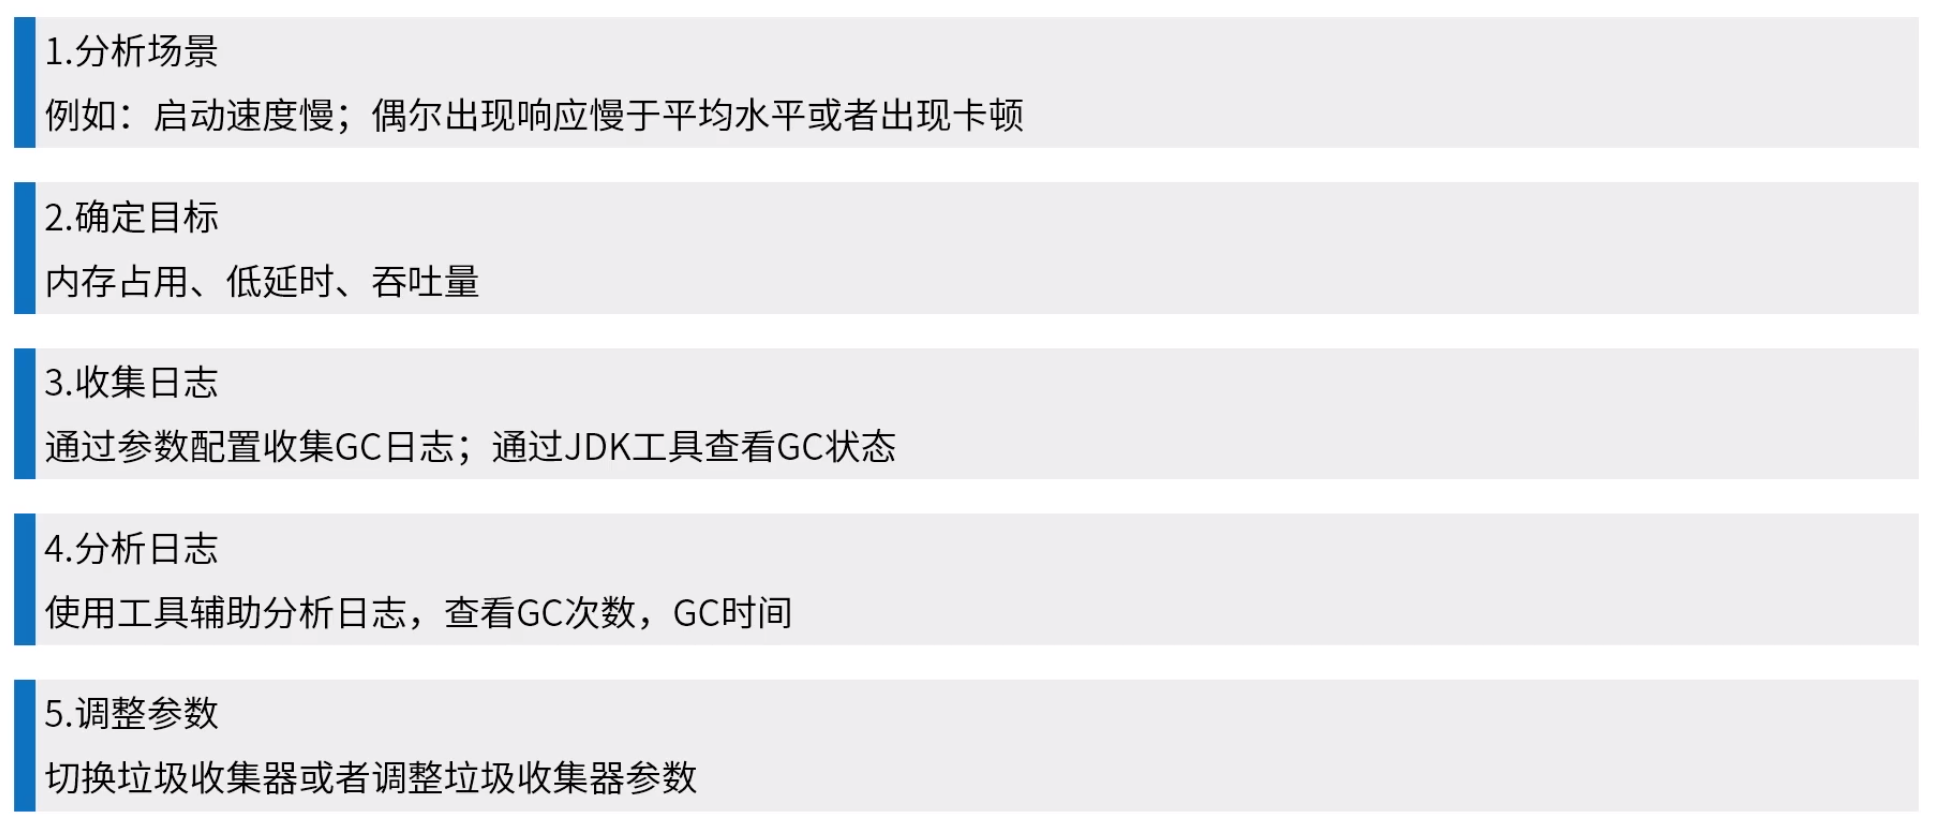 1.分析场景
例如：启动速度慢；偶尔出现响应慢于平均水平或者出现卡顿
2.确定目标
内存占用、低延时、吞吐量
3.收集日志
通过参数配置收集GC日志；通过JDK工具查看GC状态
4.分析日志
使用工具辅助分析日志，查看GC次数，GC时间
5.调整参数
切换垃圾收集器或者调整垃圾收集器参数